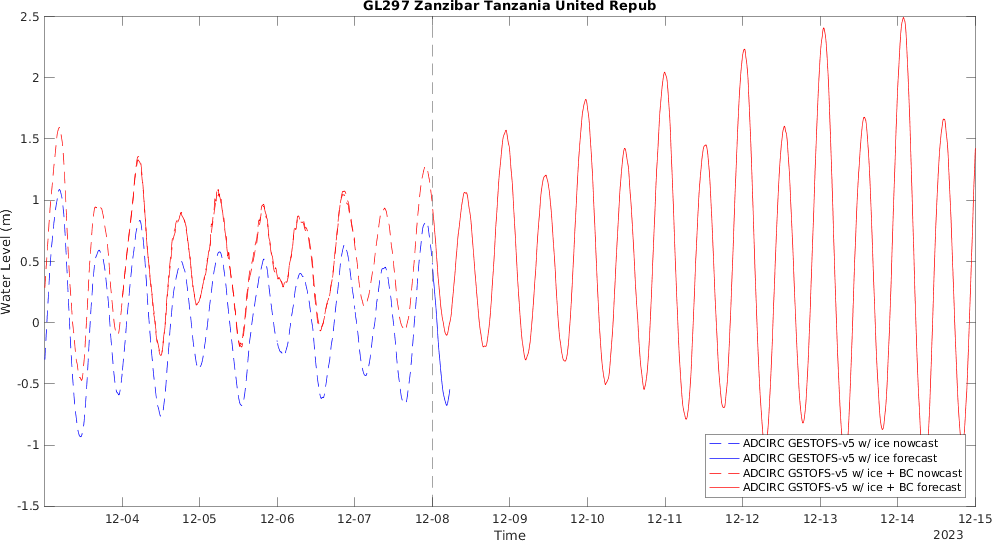 GL297 Zanzibar Tanzania United Repub
2.5
2
1.5
1
0.5
0
-0.5
-1
-1.5
Water Level (m)
12-04 12-05 12-06 12-07 12-08 12-09 12-10 12-11 12-12 12-13 12-14 12-15
Time
2023
ADCIRC GESTOFS-v5 w/ ice nowcast
ADCIRC GESTOFS-v5 w/ ice forecast
ADCIRC GSTOFS-v5 w/ ice + BC nowcast
ADCIRC GSTOFS-v5 w/ ice + BC forecast